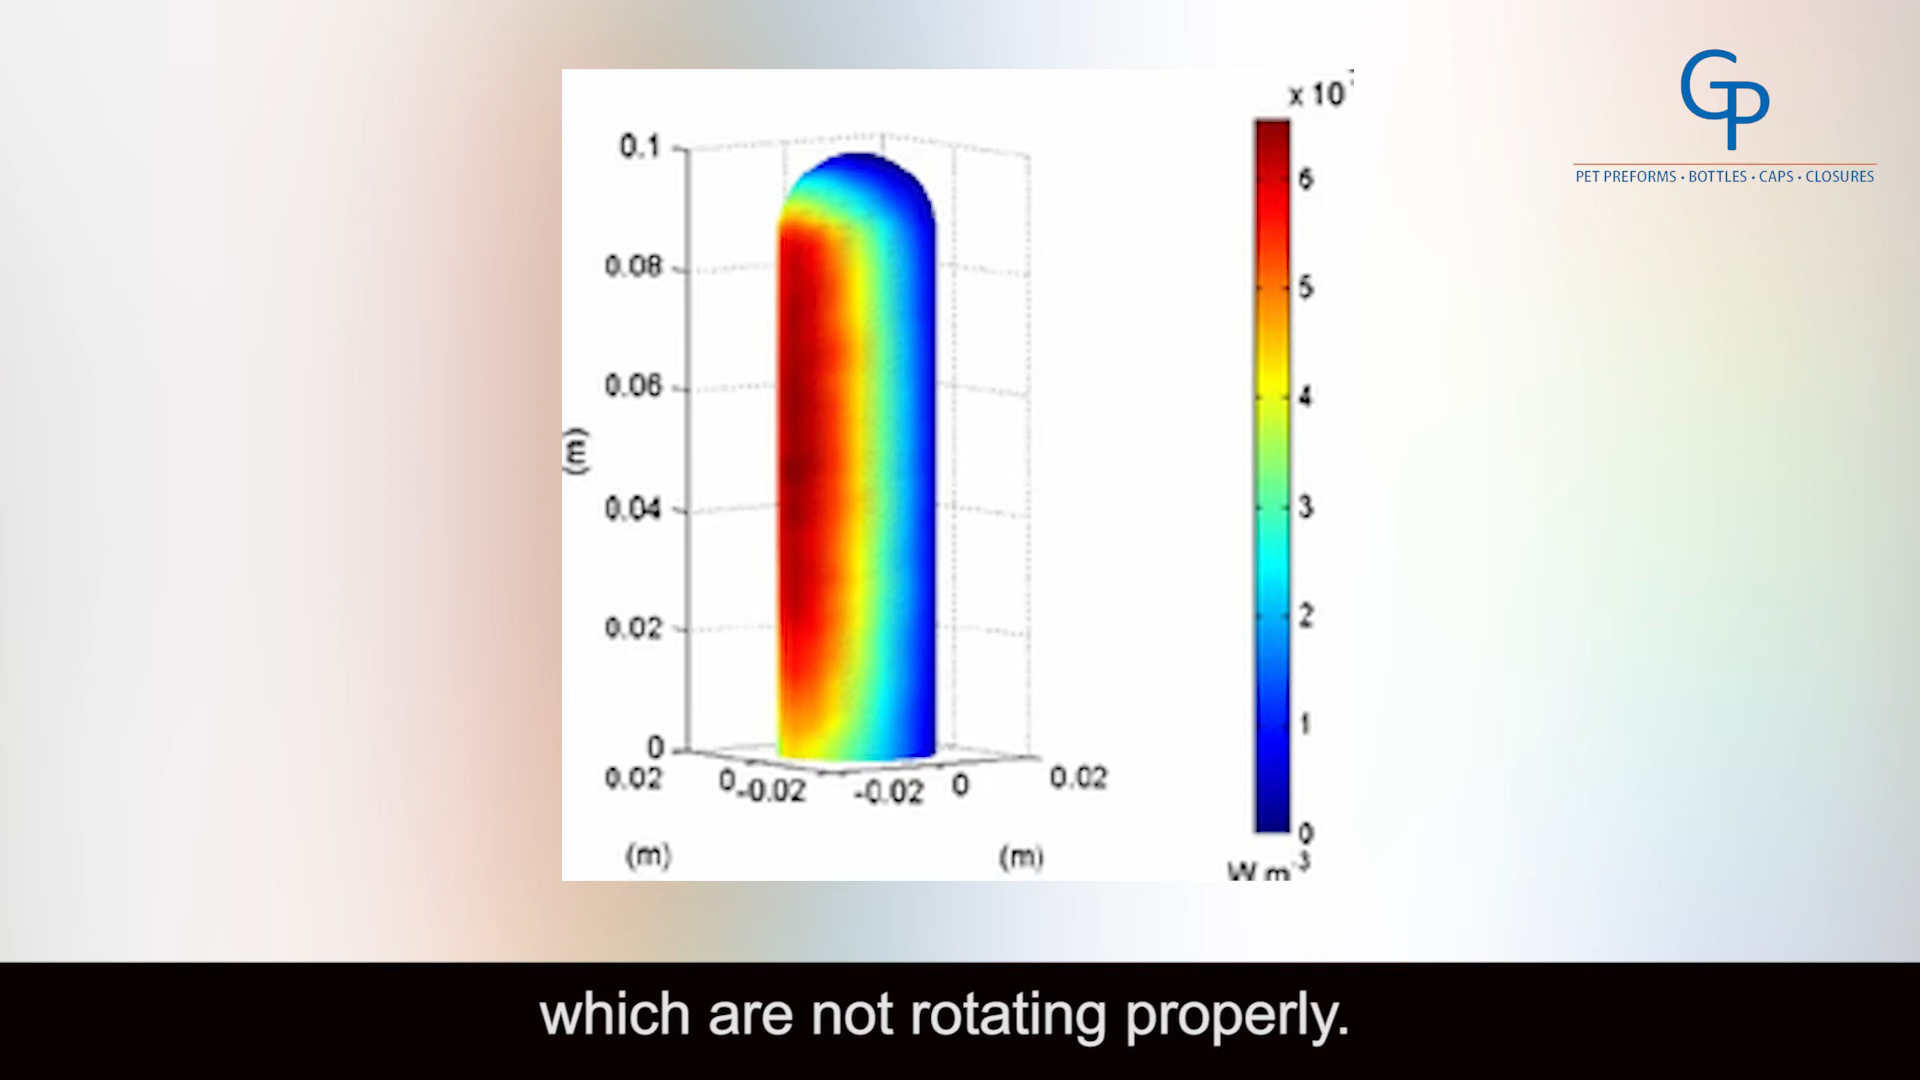 GP
PET PREFORMS • BOTTLES • CAPS • CLOSURES
x 10
0.1
0.08
0.06
0.04
0.02
0
(m)
0.02
0
-0.02
-0.02
0
0.02
(m)
(m)
6
5
4
3
2
1
0
W m-3
which are not rotating properly.